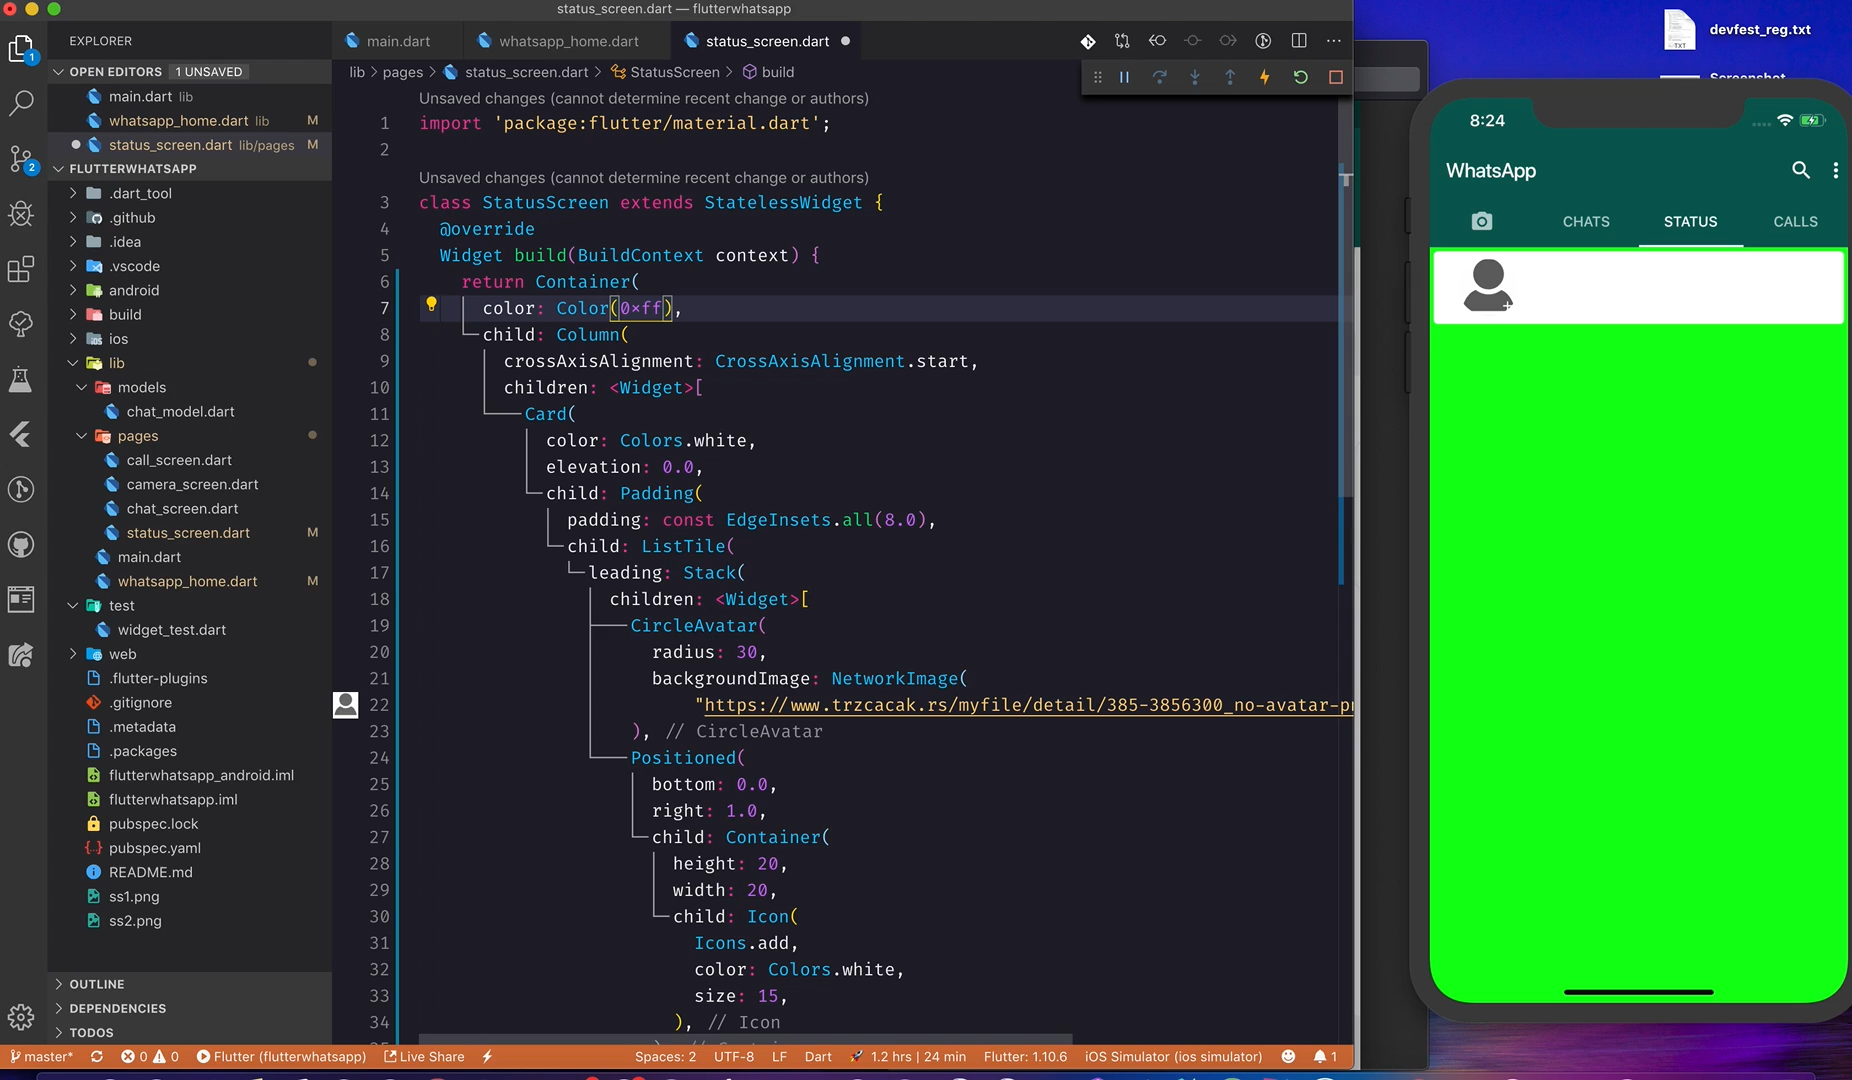 status_screen.dart — flutterwhatsapp
devfest_reg.txt
Screenshot
EXPLORER
main.dart
whatsapp_home.dart
status_screen.dart
OPEN EDITORS 1 UNSAVED
main.dart lib
whatsapp_home.dart lib M
status_screen.dart lib/pages M
FLUTTERWHATSAPP
.dart_tool
.github
.idea
.vscode
android
build
ios
lib
models
chat_model.dart
pages
call_screen.dart
camera_screen.dart
chat_screen.dart
status_screen.dart M
main.dart
whatsapp_home.dart M
test
widget_test.dart
web
.flutter-plugins
.gitignore
.metadata
.packages
flutterwhatsapp_android.iml
flutterwhatsapp.iml
pubspec.lock
pubspec.yaml
README.md
ss1.png
ss2.png
OUTLINE
DEPENDENCIES
TODOS
lib > pages > status_screen.dart > StatusScreen > build
Unsaved changes (cannot determine recent change or authors)
1 import 'package:flutter/material.dart';
2
Unsaved changes (cannot determine recent change or authors)
3 class StatusScreen extends StatelessWidget {
4 @override
5 Widget build(BuildContext context) {
6 return Container(
7 color: Color(0×ff),
8 child: Column(
9 crossAxisAlignment: CrossAxisAlignment.start,
10 children: <Widget>[
11 Card(
12 color: Colors.white,
13 elevation: 0.0,
14 child: Padding(
15 padding: const EdgeInsets.all(8.0),
16 child: ListTile(
17 leading: Stack(
18 children: <Widget>[
19 CircleAvatar(
20 radius: 30,
21 backgroundImage: NetworkImage(
22 "https://www.trzcacak.rs/myfile/detail/385-3856300_no-avatar-p
23 ), // CircleAvatar
24 Positioned(
25 bottom: 0.0,
26 right: 1.0,
27 child: Container(
28 height: 20,
29 width: 20,
30 child: Icon(
31 Icons.add,
32 color: Colors.white,
33 size: 15,
34 ), // Icon
8:24
WhatsApp
CHATS STATUS CALLS
master* 0 0 Flutter (flutterwhatsapp) Live Share Spaces: 2 UTF-8 LF Dart 1.2 hrs | 24 min Flutter: 1.10.6 iOS Simulator (ios simulator) 1